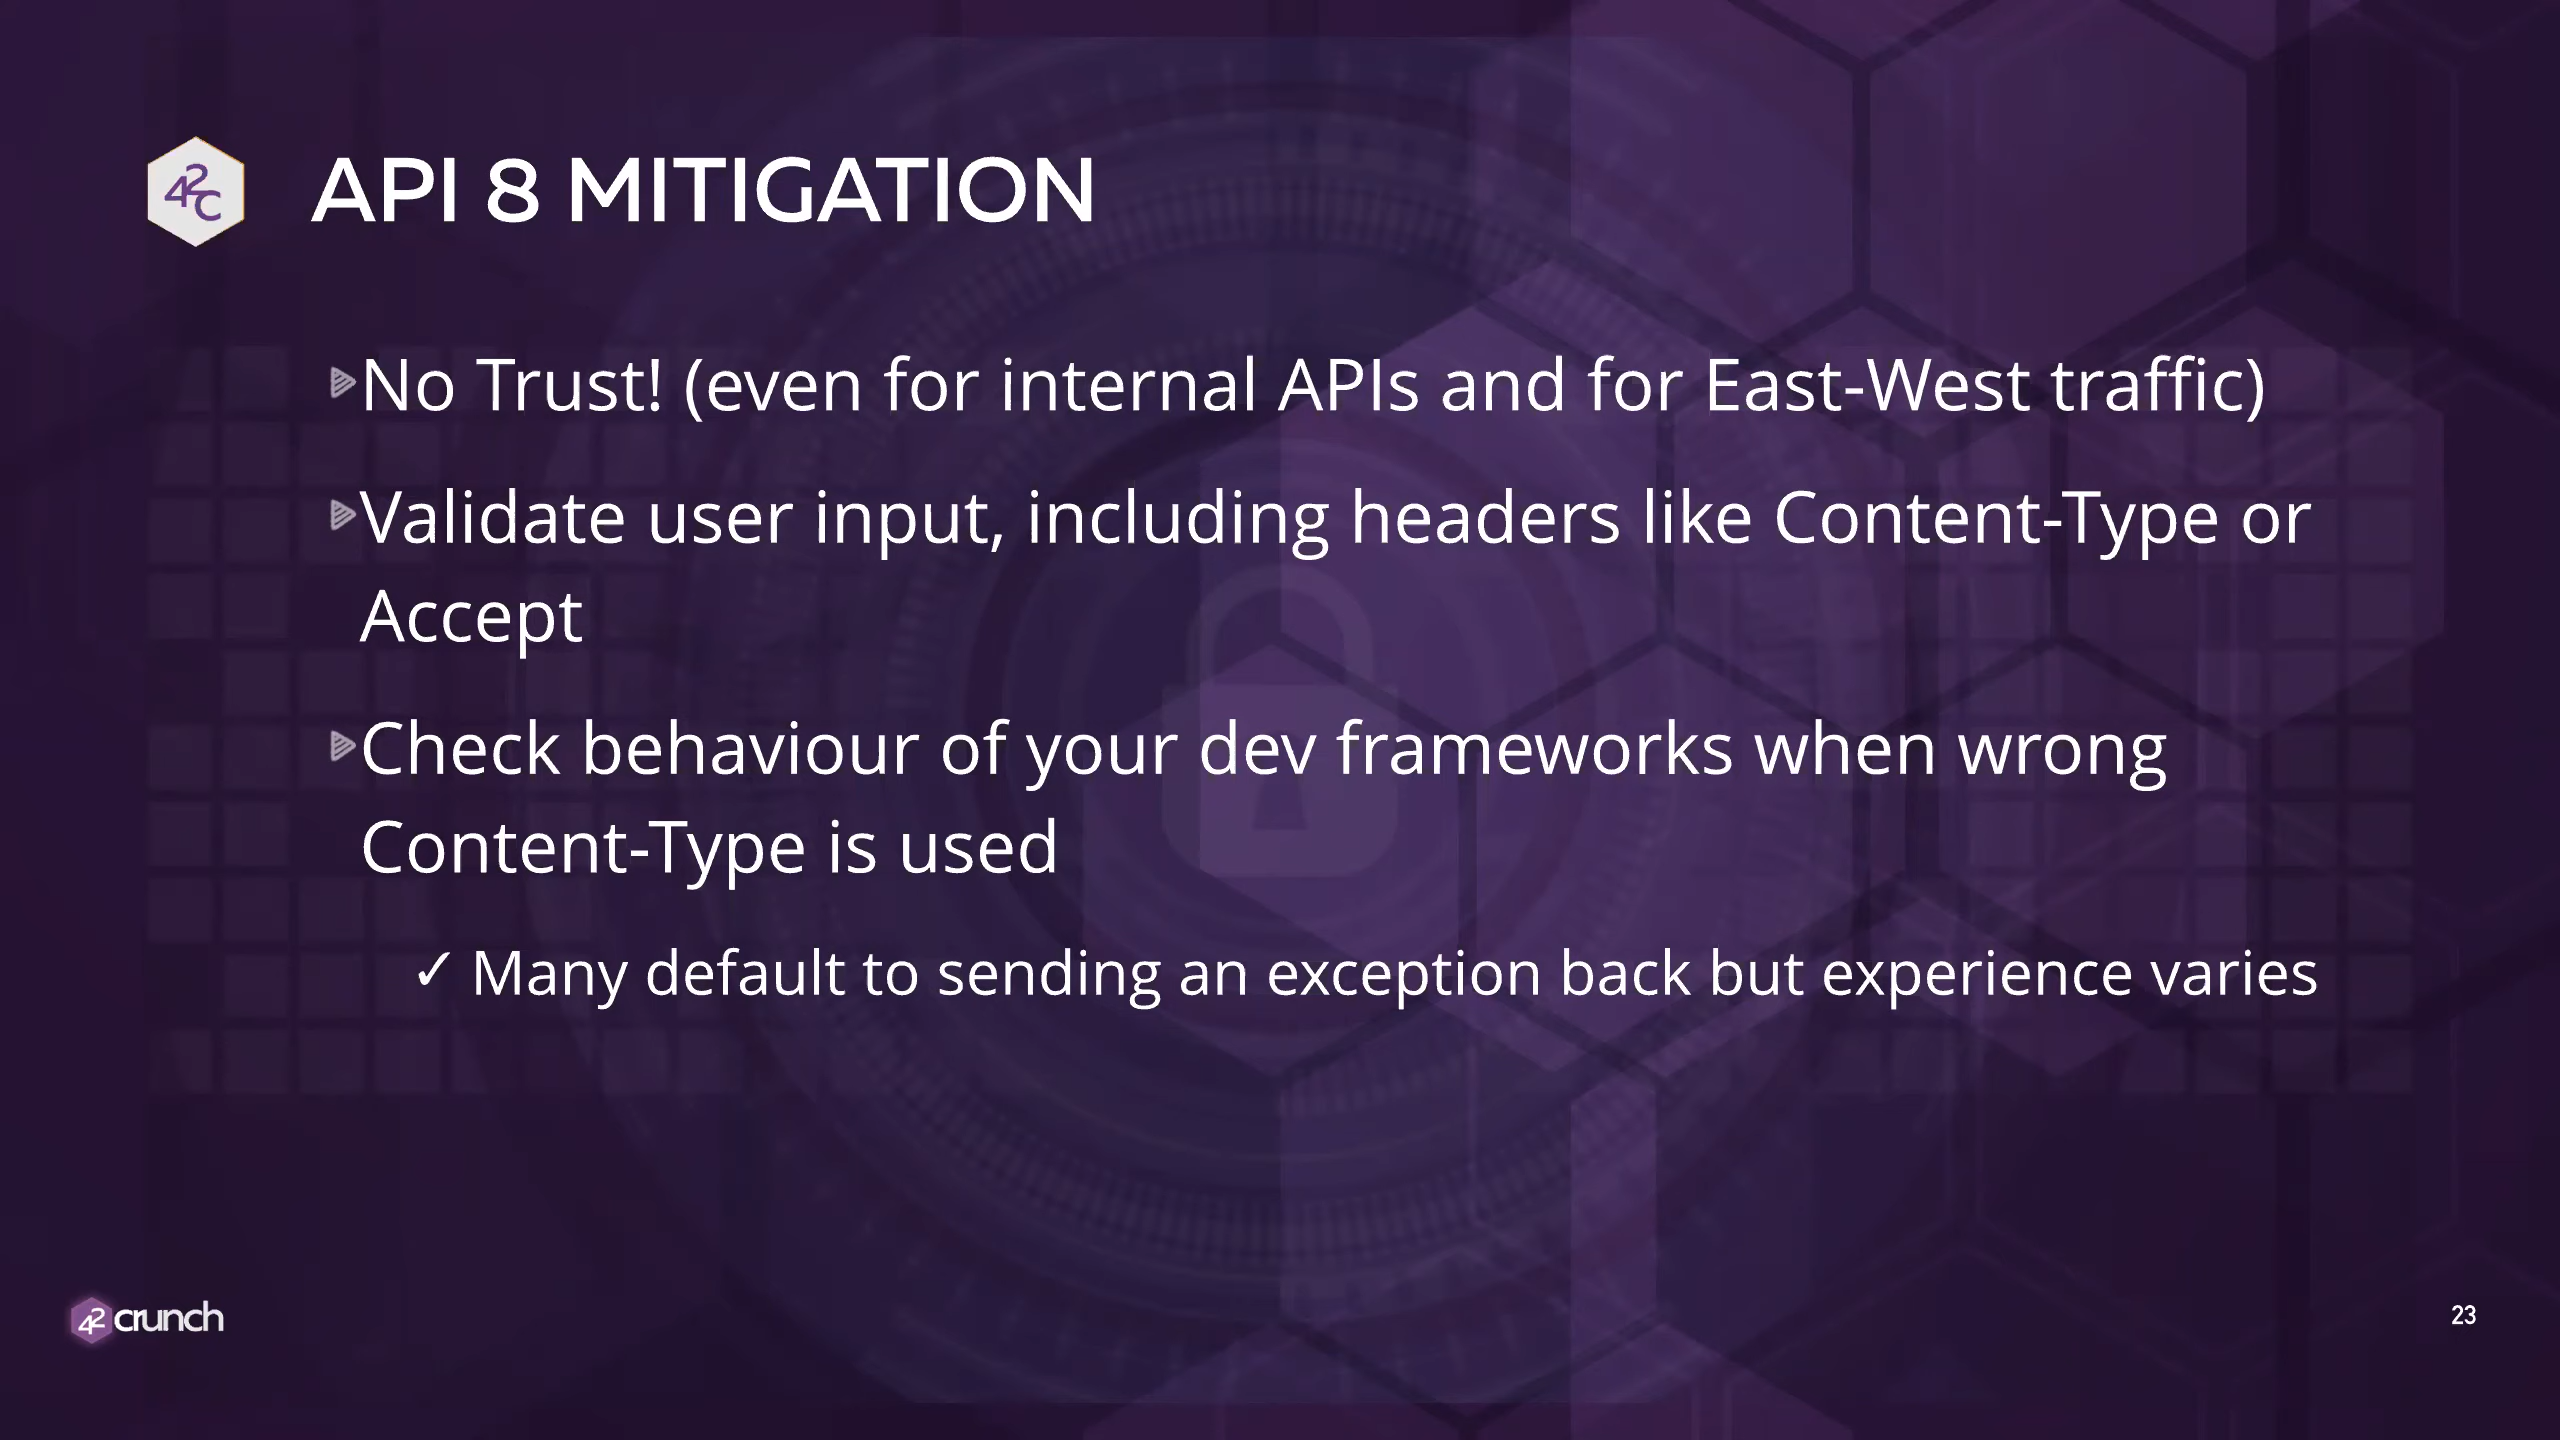 42C
API 8 MITIGATION
No Trust! (even for internal APIs and for East-West traffic)
Validate user input, including headers like Content-Type or
Accept
Check behaviour of your dev frameworks when wrong
Content-Type is used
✓ Many default to sending an exception back but experience varies
42 crunch
23